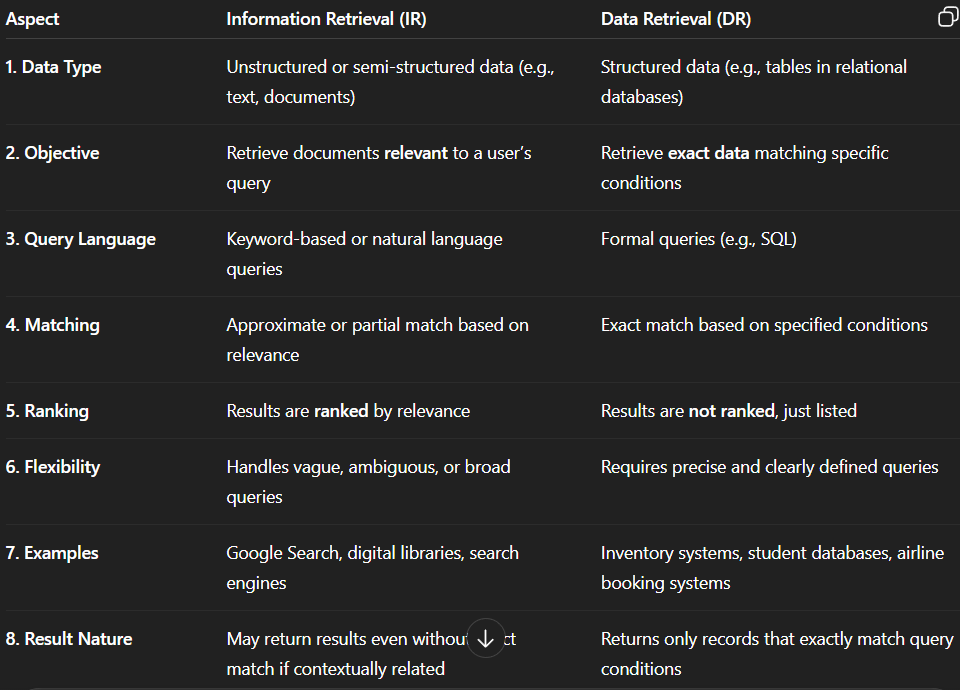 Aspect Information Retrieval (IR) Data Retrieval (DR)
1. Data Type Unstructured or semi-structured data (e.g., Structured data (e.g., tables in relational
text, documents) databases)
2. Objective Retrieve documents relevant to a user's Retrieve exact data matching specific
query conditions
3. Query Language Keyword-based or natural language Formal queries (e.g., SQL)
queries
4. Matching Approximate or partial match based on Exact match based on specified conditions
relevance
5. Ranking Results are ranked by relevance Results are not ranked, just listed
6. Flexibility Handles vague, ambiguous, or broad Requires precise and clearly defined queries
queries
7. Examples Google Search, digital libraries, search Inventory systems, student databases, airline
engines booking systems
8. Result Nature May return results even Returns only records that exactly match query
match if contextually related conditions